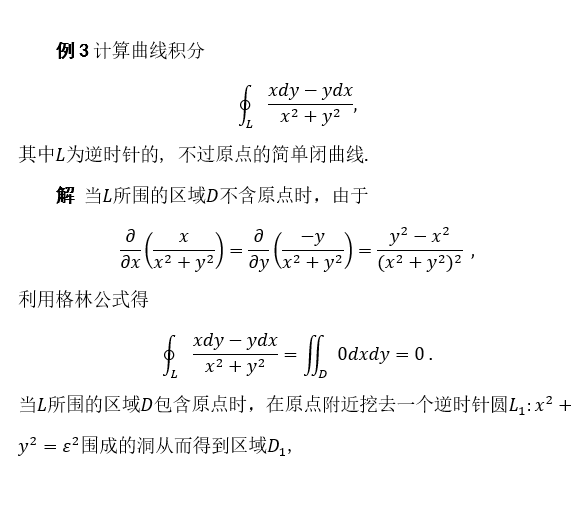 例 3 计算曲线积分
∮_L (xdy − ydx)/(x² + y²),
其中L为逆时针的, 不过原点的简单闭曲线.
解 当L所围的区域D不含原点时，由于
∂/∂x (x/(x² + y²)) = ∂/∂y (−y/(x² + y²)) = (y² − x²)/(x² + y²)² ,
利用格林公式得
∮_L (xdy − ydx)/(x² + y²) = ∬_D 0dxdy = 0 .
当L所围的区域D包含原点时，在原点附近挖去一个逆时针圆L₁: x² +
y² = ε²围成的洞从而得到区域D₁,